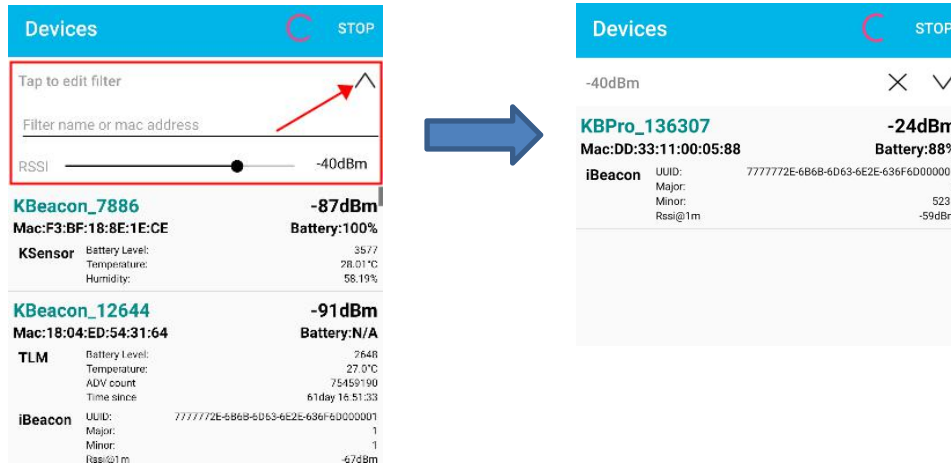 Devices STOP
Tap to edit filter
Filter name or mac address
RSSI -40dBm
KBeacon_7886 -87dBm
Mac:F3:BF:18:8E:1E:CE Battery:100%
KSensor Battery Level: 3577
Temperature: 28.01°C
Humidity: 58.19%
KBeacon_12644 -91dBm
Mac:18:04:ED:54:31:64 Battery:N/A
TLM Battery Level: 2648
Temperature: 27.0°C
ADV count 75459190
Time since 61day 16:51:33
iBeacon UUID: 7777772E-6B6B-6D63-6E2E-636F6D000001
Major: 1
Minor: 1
Rssi@1m -67dBm
Devices STOP
-40dBm
KBPro_136307 -24dBm
Mac:DD:33:11:00:05:88 Battery:88%
iBeacon UUID: 7777772E-6B6B-6D63-6E2E-636F6D00000
Major:
Minor: 523
Rssi@1m -59dBm